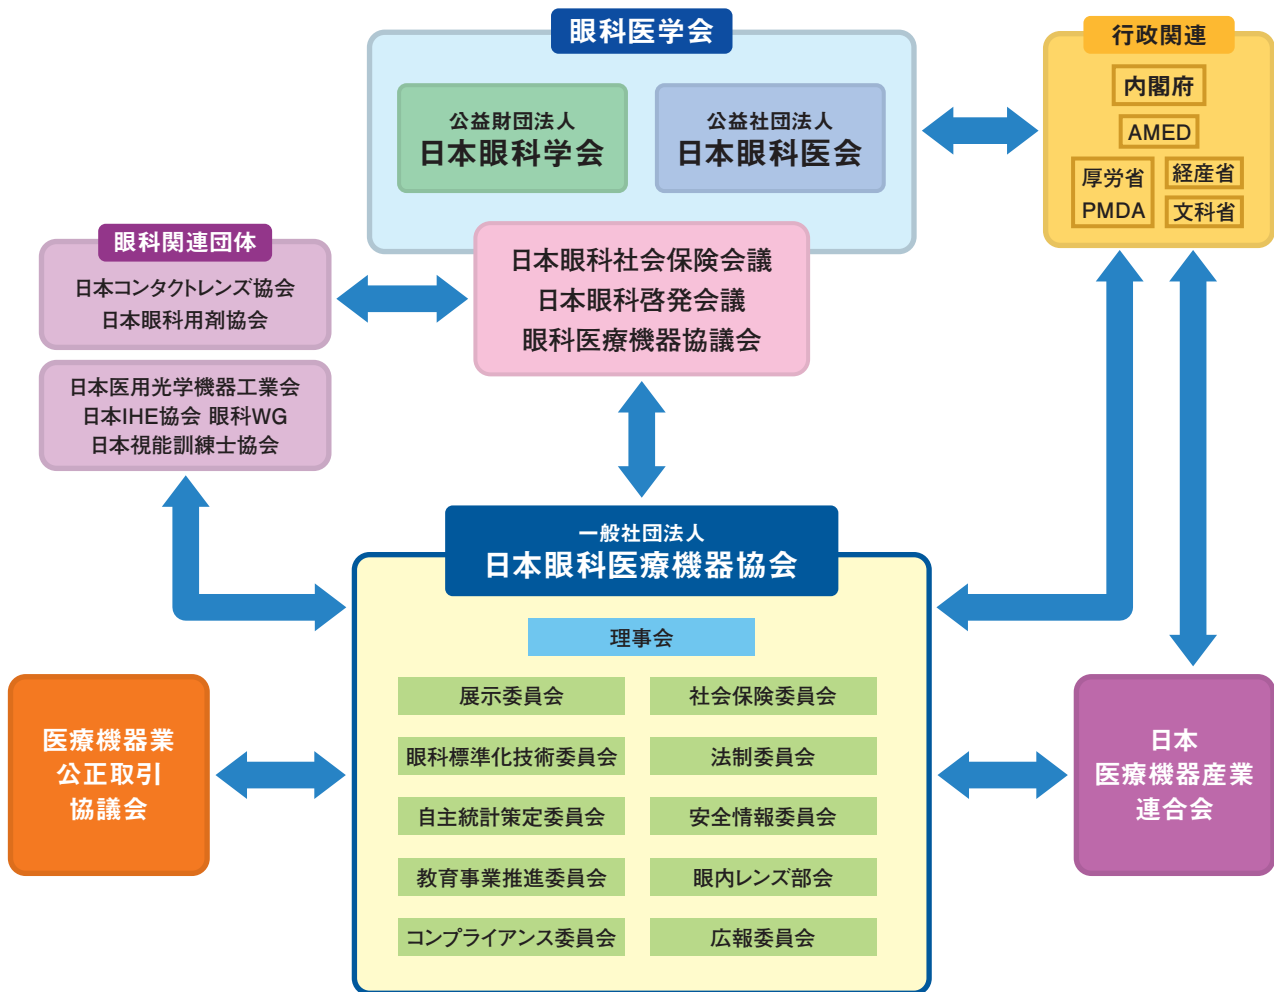 眼科医学会
公益財団法人
日本眼科学会
公益社団法人
日本眼科医会
行政関連
内閣府
AMED
厚労省
PMDA
経産省
文科省
眼科関連団体
日本コンタクトレンズ協会
日本眼科用剤協会
日本医用光学機器工業会
日本IHE協会 眼科WG
日本視能訓練士協会
日本眼科社会保険会議
日本眼科啓発会議
眼科医療機器協議会
一般社団法人
日本眼科医療機器協会
理事会
展示委員会
社会保険委員会
眼科標準化技術委員会
法制委員会
自主統計策定委員会
安全情報委員会
教育事業推進委員会
眼内レンズ部会
コンプライアンス委員会
広報委員会
医療機器業
公正取引
協議会
日本
医療機器産業
連合会